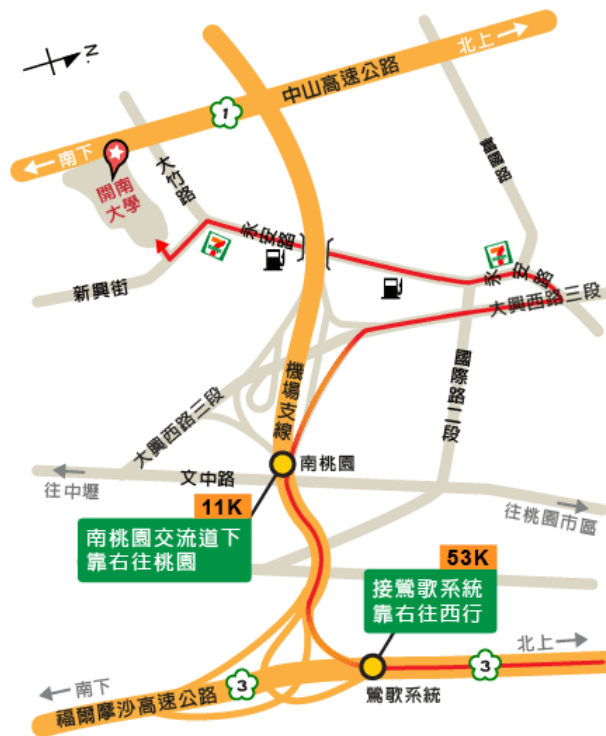 北上
N.
中山高速公路
1
南下
開南
大學
大竹路
國際路
永安路
7
7
永安路
新興街
大興西路三段
機場支線
國際路二段
大興西路三段
南桃園
文中路
往中壢
往桃園市區
11K
南桃園交流道下
靠右往桃園
53K
接鶯歌系統
靠右往西行
北上
3
南下
3
福爾摩沙高速公路
鶯歌系統